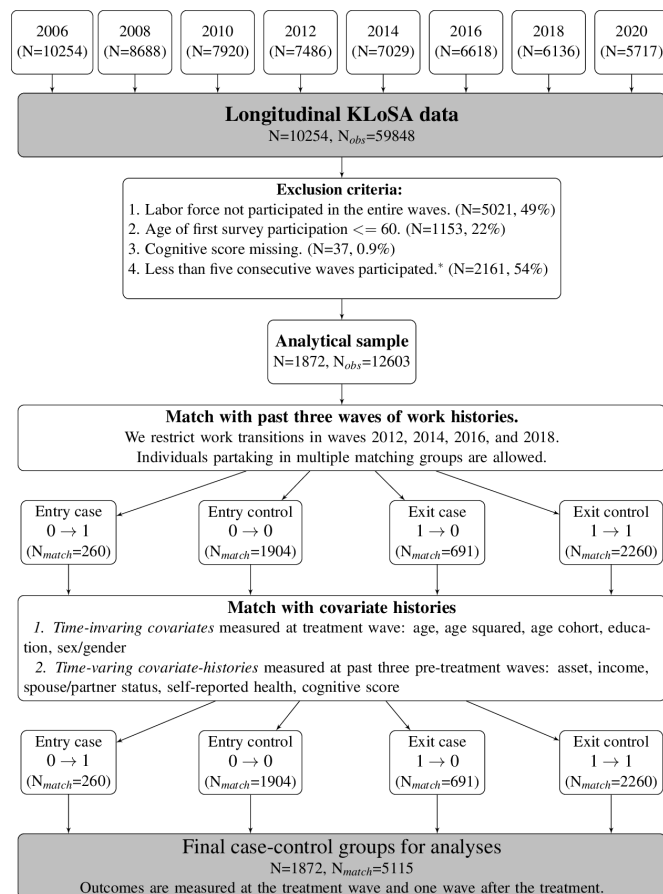 2006 2008 2010 2012 2014 2016 2018 2020
(N=10254) (N=8688) (N=7920) (N=7486) (N=7029) (N=6618) (N=6136) (N=5717)
Longitudinal KLoSA data
N=10254, N_obs=59848
Exclusion criteria:
1. Labor force not participated in the entire waves. (N=5021, 49%)
2. Age of first survey participation <= 60. (N=1153, 22%)
3. Cognitive score missing. (N=37, 0.9%)
4. Less than five consecutive waves participated.* (N=2161, 54%)
Analytical sample
N=1872, N_obs=12603
Match with past three waves of work histories.
We restrict work transitions in waves 2012, 2014, 2016, and 2018.
Individuals partaking in multiple matching groups are allowed.
Entry case Entry control Exit case Exit control
0 → 1 0 → 0 1 → 0 1 → 1
(N_match=260) (N_match=1904) (N_match=691) (N_match=2260)
Match with covariate histories
1. Time-invaring covariates measured at treatment wave: age, age squared, age cohort, educa-
tion, sex/gender
2. Time-varing covariate-histories measured at past three pre-treatment waves: asset, income,
spouse/partner status, self-reported health, cognitive score
Entry case Entry control Exit case Exit control
0 → 1 0 → 0 1 → 0 1 → 1
(N_match=260) (N_match=1904) (N_match=691) (N_match=2260)
Final case-control groups for analyses
N=1872, N_match=5115
Outcomes are measured at the treatment wave and one wave after the treatment.